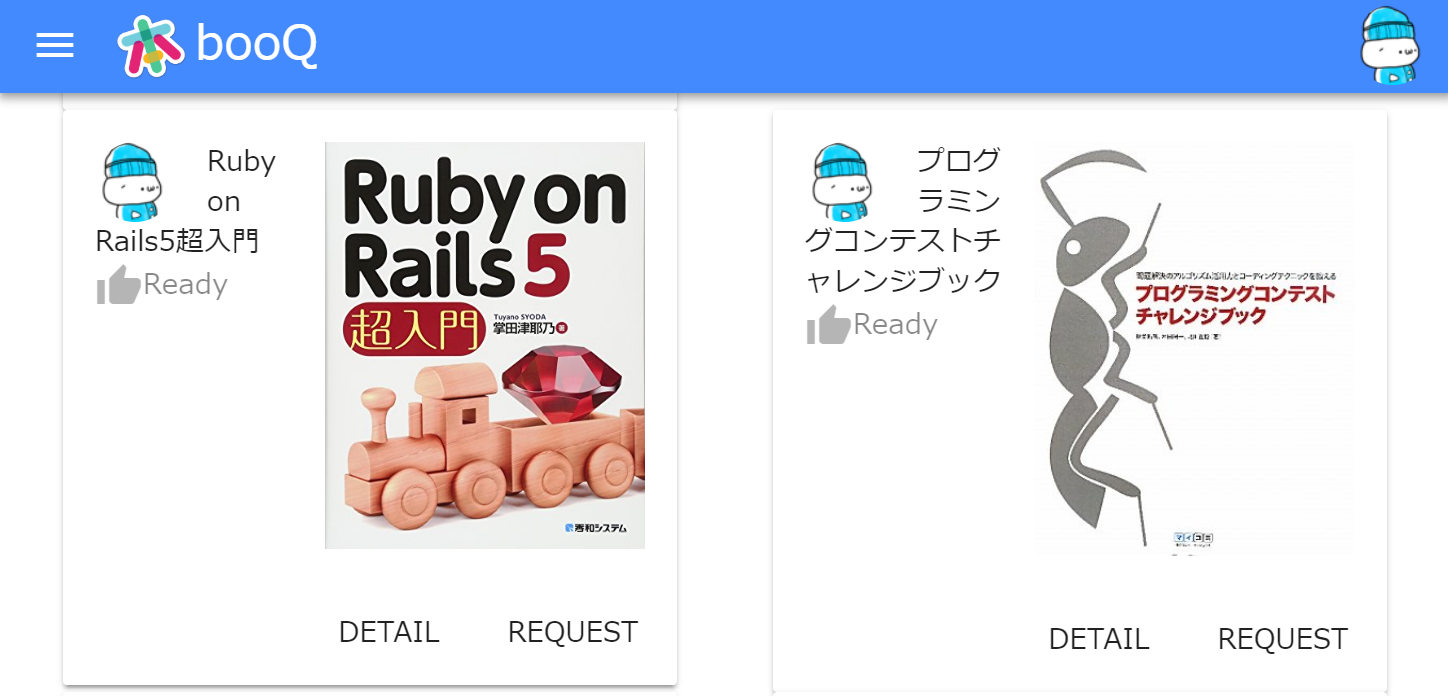 booQ
Ruby
on
Rails5超入門
Ready
Ruby on
Rails 5
超入門
Tuyano SYODA
掌田津耶乃 著
秀和システム
DETAIL
REQUEST
プログ
ラミン
グコンテストチ
ャレンジブック
Ready
問題解決のアルゴリズム活用力とコーディングテクニックを鍛える
プログラミングコンテスト
チャレンジブック
マイコミ
DETAIL
REQUEST